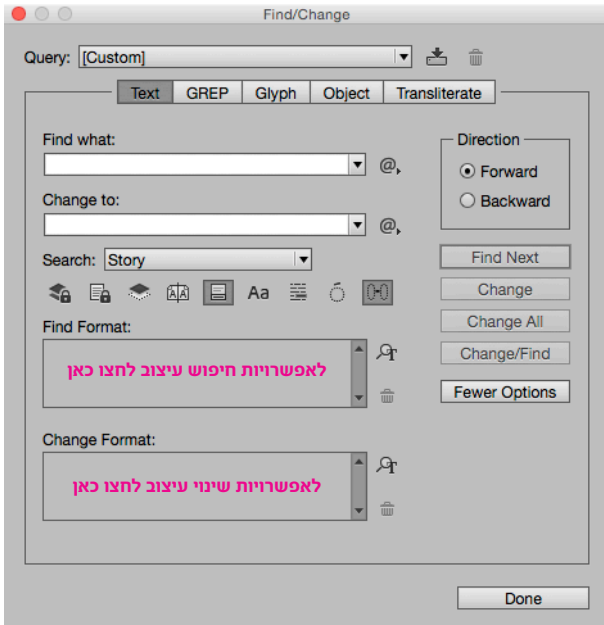 Find/Change
Query: [Custom]
Text GREP Glyph Object Transliterate
Find what:
Change to:
Search: Story
Aa
Find Format:
לאפשרויות חיפוש עיצוב לחצו כאן
Change Format:
לאפשרויות שינוי עיצוב לחצו כאן
Direction
Forward
Backward
Find Next
Change
Change All
Change/Find
Fewer Options
Done